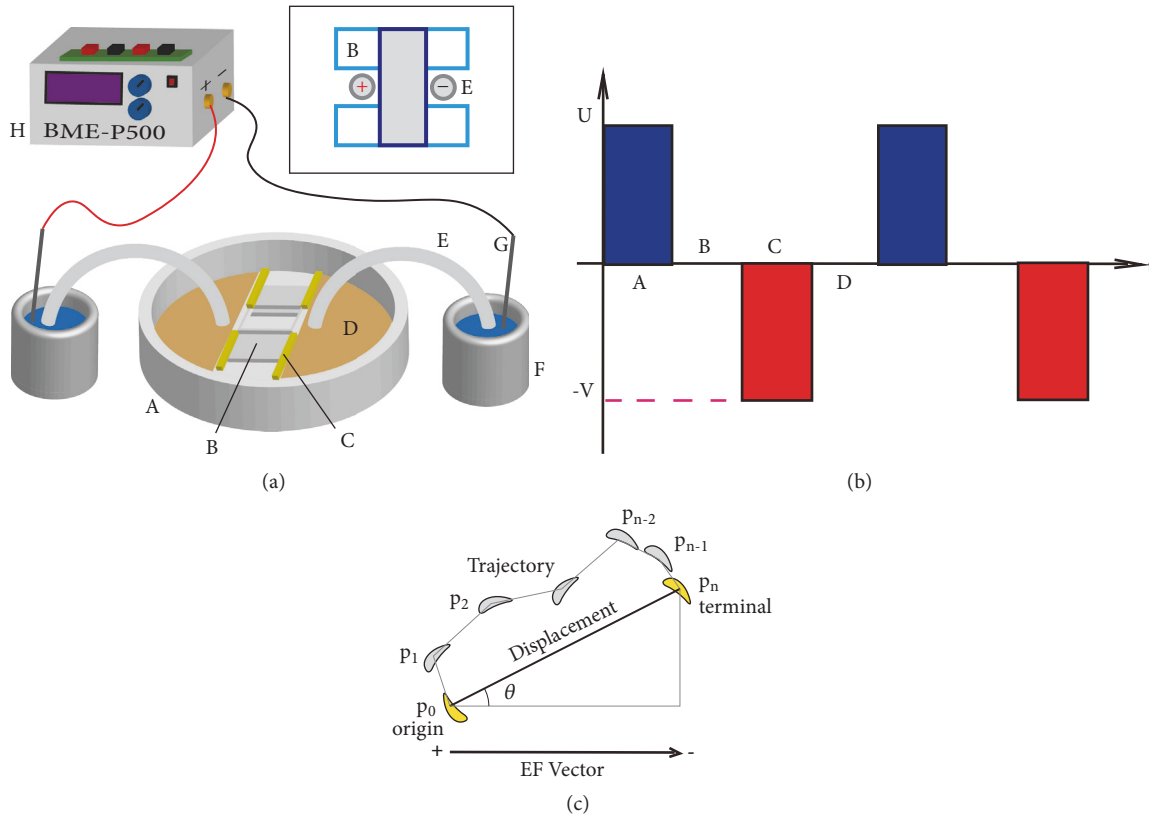 B
+
−
E
H
+
−
BME-P500
E
G
D
F
A
B
C
(a)
U
B
C
A
D
-V
(b)
pn-2
pn-1
Trajectory
pn
terminal
p2
Displacement
p1
θ
p0
origin
+
-
EF Vector
(c)